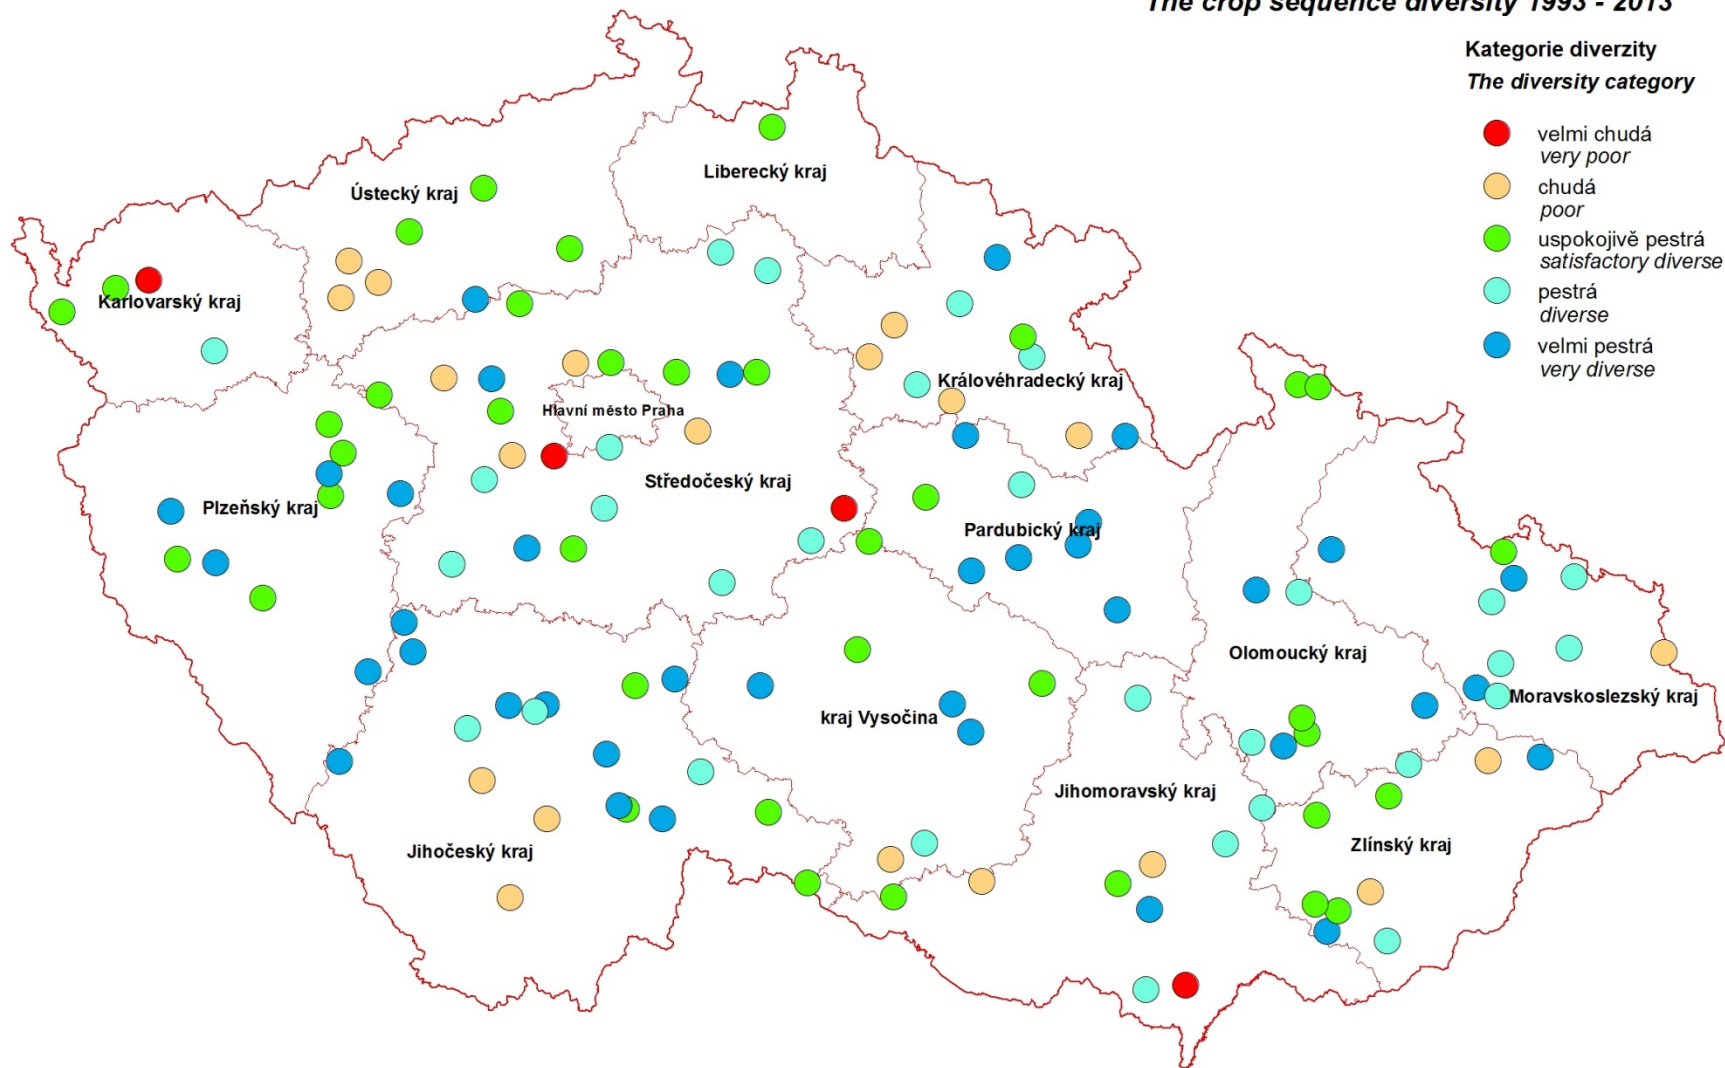 The crop sequence diversity 1993 - 2013
Kategorie diverzity
The diversity category
velmi chudá
very poor
chudá
poor
uspokojivě pestrá
satisfactory diverse
pestrá
diverse
velmi pestrá
very diverse
Liberecký kraj
Ústecký kraj
Karlovarský kraj
Královéhradecký kraj
Hlavní město Praha
Středočeský kraj
Plzeňský kraj
Pardubický kraj
Olomoucký kraj
Moravskoslezský kraj
kraj Vysočina
Jihomoravský kraj
Zlínský kraj
Jihočeský kraj